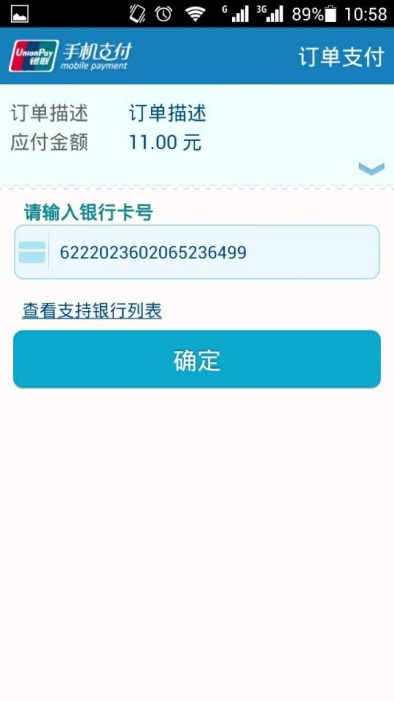 G 3G 89% 10:58
UnionPay 银联 手机支付 mobile payment 订单支付
订单描述 订单描述
应付金额 11.00 元
请输入银行卡号
6222023602065236499
查看支持银行列表
确定